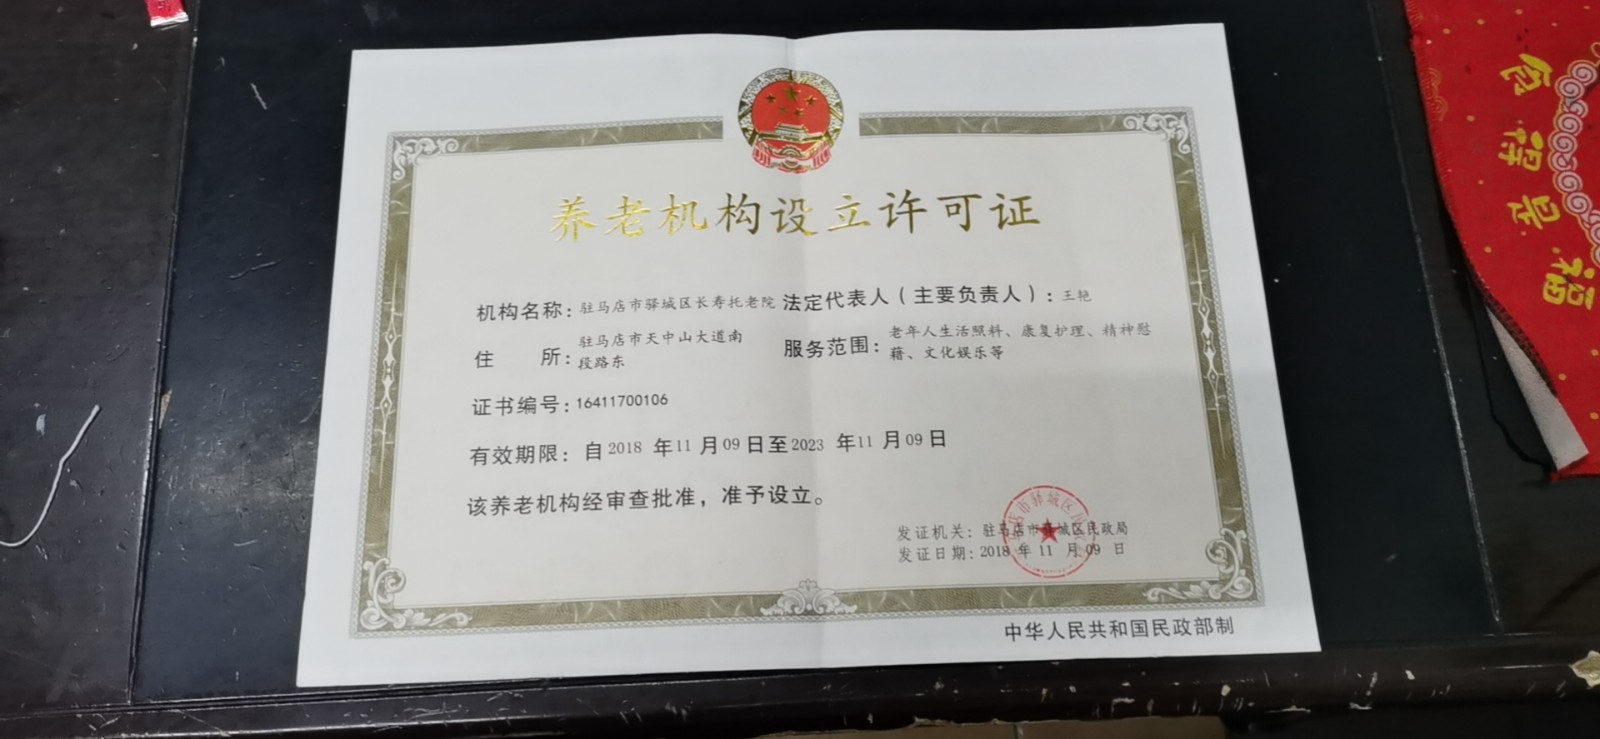 养老机构设立许可证
机构名称：驻马店市驿城区长寿托老院 法定代表人（主要负责人）：王艳
住 所：驻马店市天中山大道南
段路东
服务范围：老年人生活照料、康复护理、精神慰
藉、文化娱乐等
证书编号：16411700106
有效期限：自2018 年11 月09日至2023 年11 月09日
该养老机构经审查批准，准予设立。
发证机关：驻马店市驿城区民政局
发证日期：2018 年 11 月 09 日
中华人民共和国民政部制
福
是
得